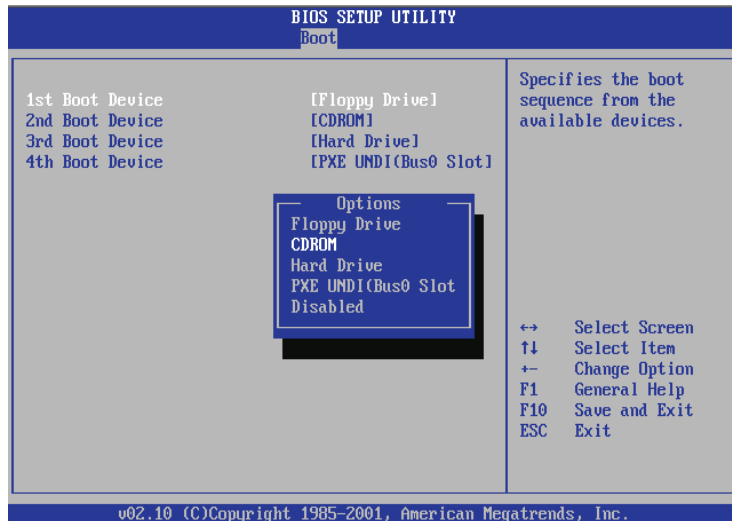 BIOS SETUP UTILITY
Boot
1st Boot Device [Floppy Drive]
2nd Boot Device [CDROM]
3rd Boot Device [Hard Drive]
4th Boot Device [PXE UNDI(Bus0 Slot]
Options
Floppy Drive
CDROM
Hard Drive
PXE UNDI(Bus0 Slot
Disabled
Specifies the boot
sequence from the
available devices.
↔ Select Screen
↑↓ Select Item
+- Change Option
F1 General Help
F10 Save and Exit
ESC Exit
v02.10 (C)Copyright 1985-2001, American Megatrends, Inc.